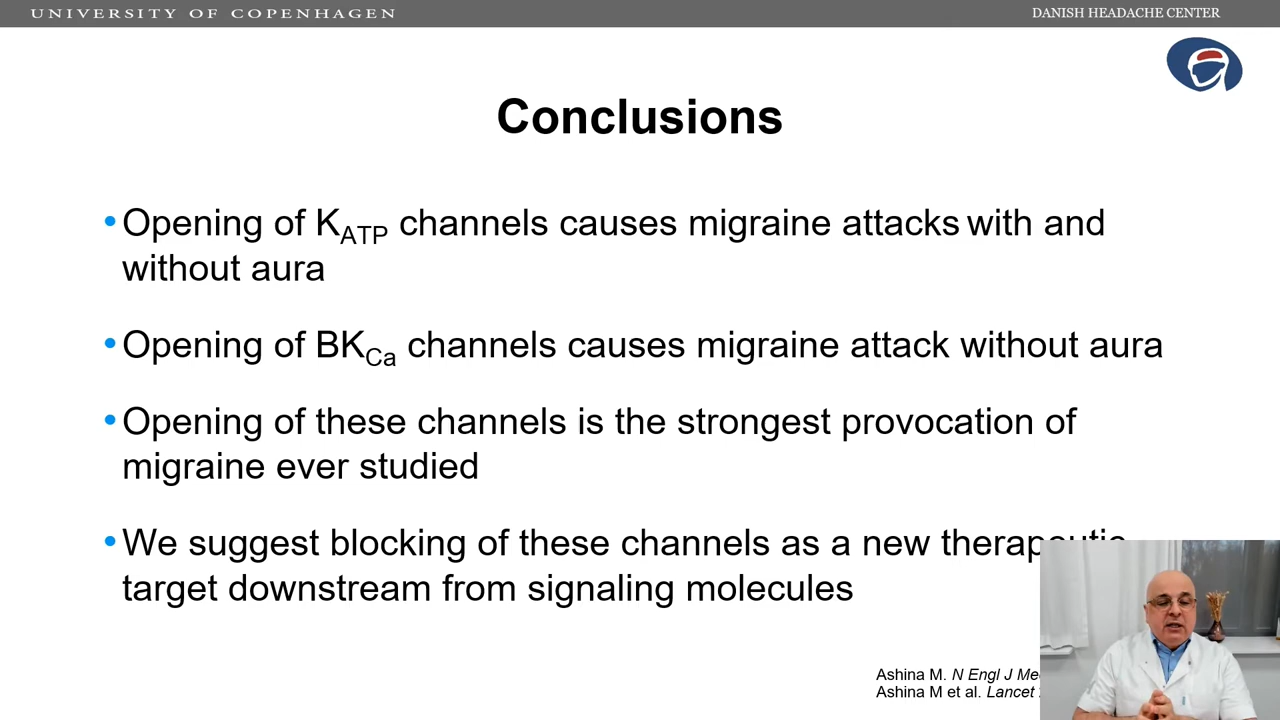 UNIVERSITY OF COPENHAGEN
DANISH HEADACHE CENTER
Conclusions
•Opening of KATP channels causes migraine attacks with and
without aura
•Opening of BKCa channels causes migraine attack without aura
•Opening of these channels is the strongest provocation of
migraine ever studied
•We suggest blocking of these channels as a new therapeutic
target downstream from signaling molecules
Ashina M. N Engl J
Ashina M et al. Lancet